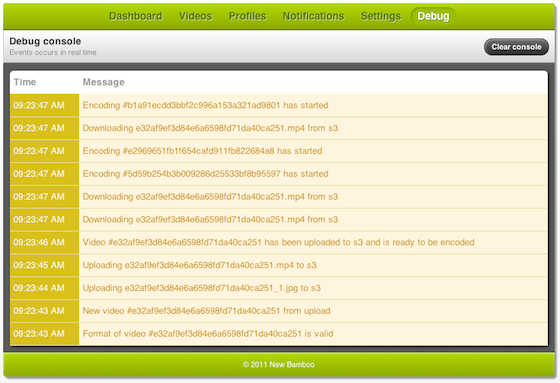 Dashboard Videos Profiles Notifications Settings Debug
Debug console
Events occurs in real time
Clear console
Time Message
09:23:47 AM Encoding #b1a91ecdd3bbf2c996a153a321ad9801 has started
09:23:47 AM Downloading e32af9ef3d84e6a6598fd71da40ca251.mp4 from s3
09:23:47 AM Encoding #e2969651fb1f654cafd911fb822684a8 has started
09:23:47 AM Encoding #5d59b254b3b009286d25533bf8b95597 has started
09:23:47 AM Downloading e32af9ef3d84e6a6598fd71da40ca251.mp4 from s3
09:23:47 AM Downloading e32af9ef3d84e6a6598fd71da40ca251.mp4 from s3
09:23:46 AM Video #e32af9ef3d84e6a6598fd71da40ca251 has been uploaded to s3 and is ready to be encoded
09:23:45 AM Uploading e32af9ef3d84e6a6598fd71da40ca251.mp4 to s3
09:23:44 AM Uploading e32af9ef3d84e6a6598fd71da40ca251_1.jpg to s3
09:23:43 AM New video #e32af9ef3d84e6a6598fd71da40ca251 from upload
09:23:43 AM Format of video #e32af9ef3d84e6a6598fd71da40ca251 is valid
© 2011 New Bamboo